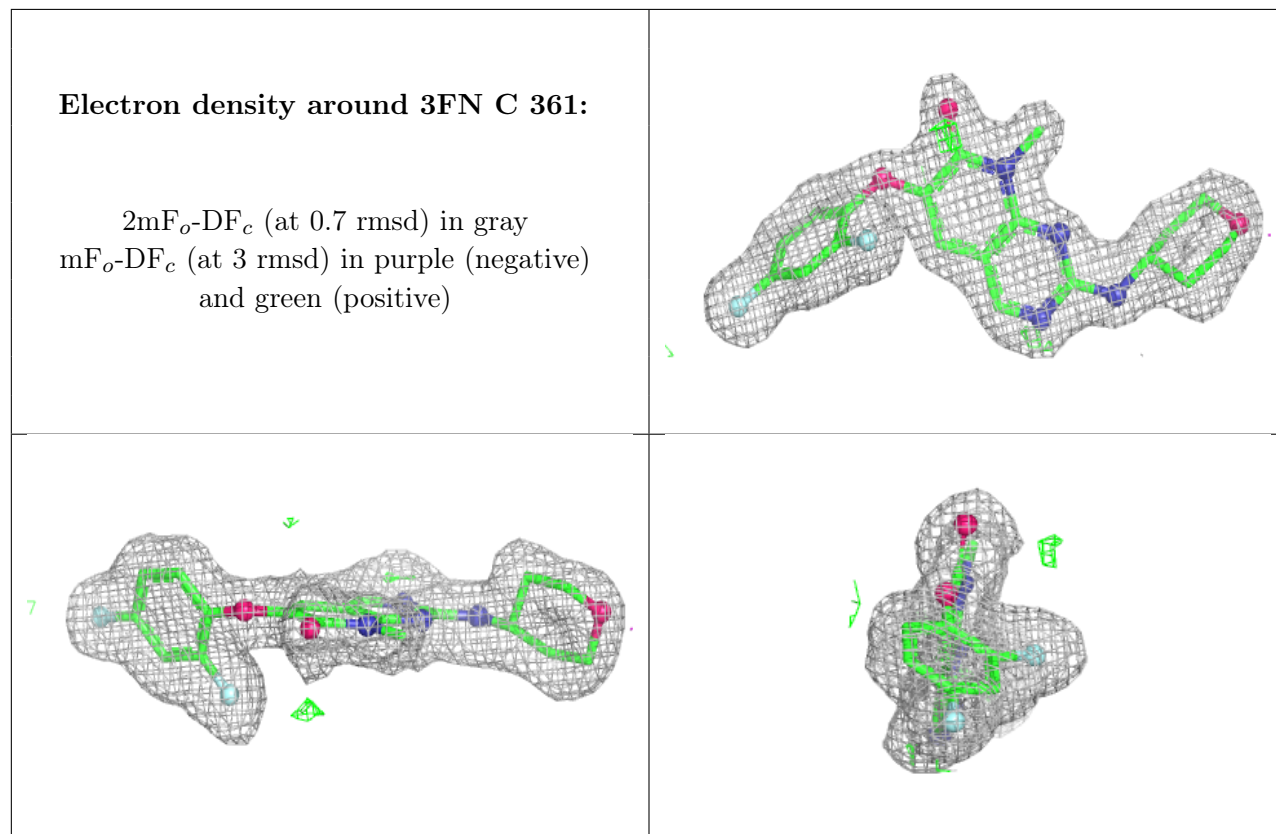 Electron density around 3FN C 361:
2mFo-DFc (at 0.7 rmsd) in gray
mFo-DFc (at 3 rmsd) in purple (negative)
and green (positive)